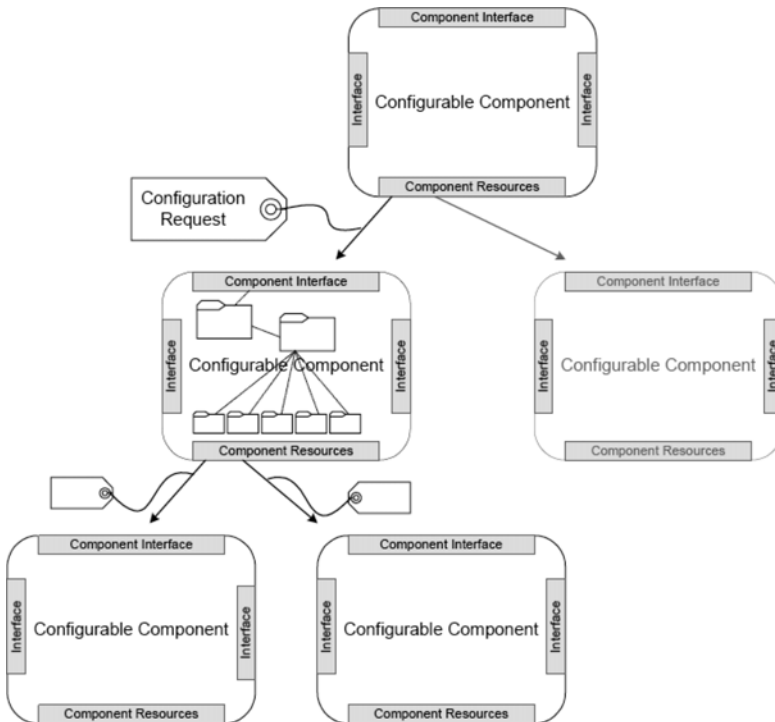 Component Interface
Interface
Configurable Component
Interface
Component Resources
Configuration
Request
Component Interface
Interface
Configurable Component
Interface
Component Resources
Component Interface
Interface
Configurable Component
Interface
Component Resources
Component Interface
Interface
Configurable Component
Interface
Component Resources
Component Interface
Interface
Configurable Component
Interface
Component Resources